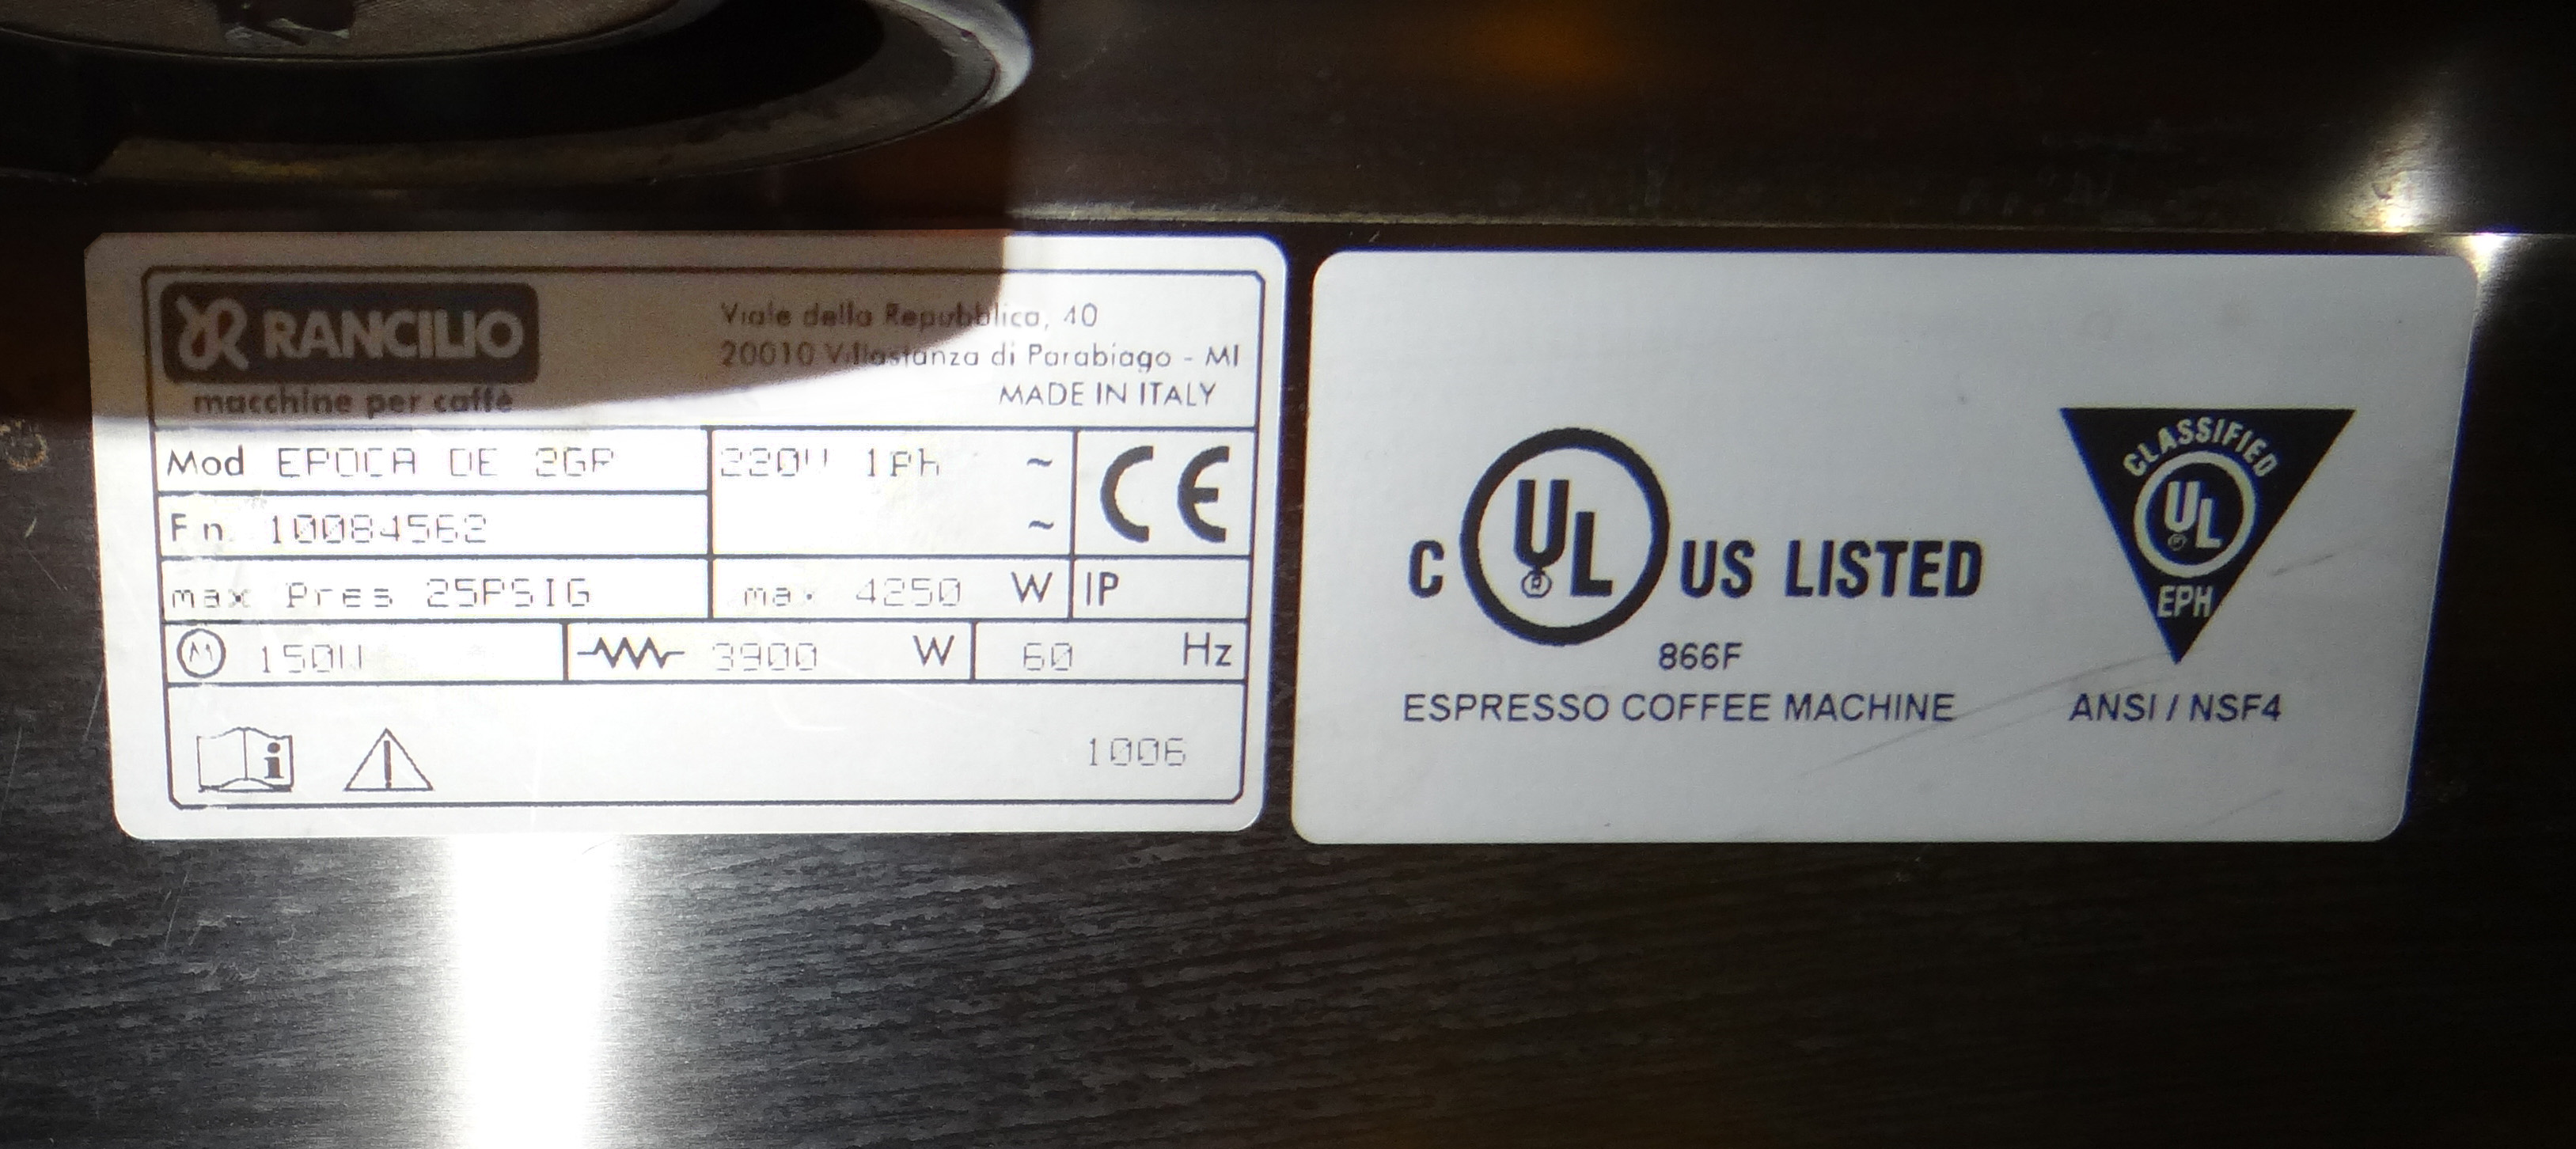 RANCILIO
macchine per caffè
Viale della Repubblica, 40
20010 Villastanza di Parabiago - MI
MADE IN ITALY
Mod EPOCA DE 2GR
220V 1Ph ~
~
CE
F n. 10084562
max Pres 25PSIG
max 4250 W
IP
M 150W
3900 W
60 Hz
1006
C UL® US LISTED
866F
ESPRESSO COFFEE MACHINE
CLASSIFIED
UL®
EPH
ANSI / NSF4